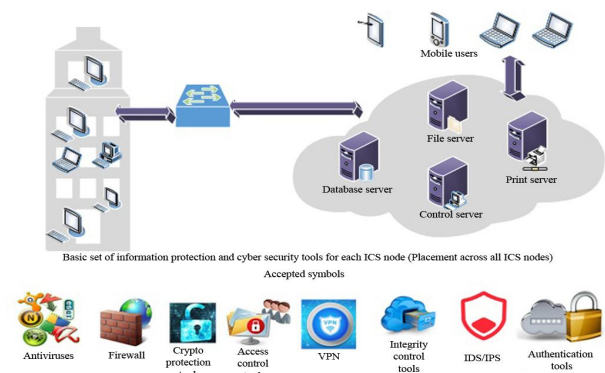 Mobile users
File server
Database server
Print server
Control server
Basic set of information protection and cyber security tools for each ICS node (Placement across all ICS nodes)
Accepted symbols
VPN
Antiviruses
Firewall
Crypto
protection
Access
control
VPN
Integrity
control
tools
IDS/IPS
Authentication
tools